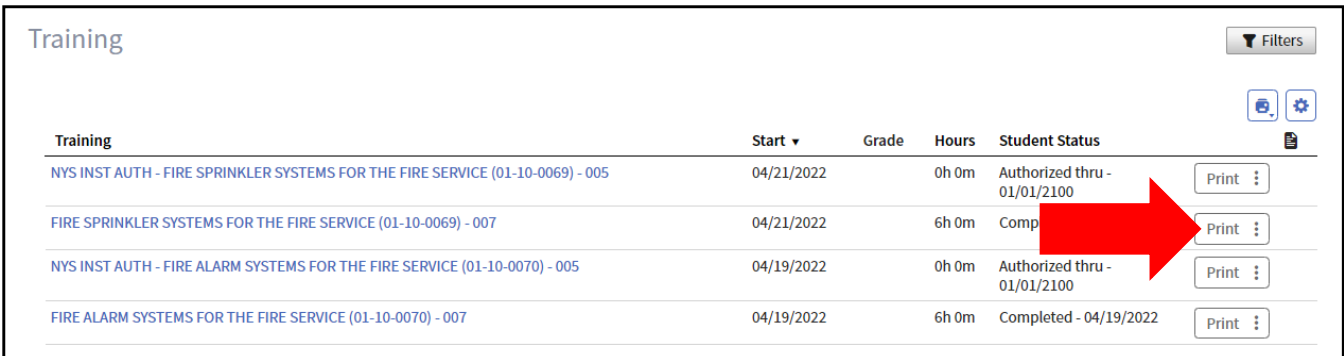 Training
Filters
Training Start ▾ Grade Hours Student Status
NYS INST AUTH - FIRE SPRINKLER SYSTEMS FOR THE FIRE SERVICE (01-10-0069) - 005 04/21/2022 0h 0m Authorized thru - Print
01/01/2100
FIRE SPRINKLER SYSTEMS FOR THE FIRE SERVICE (01-10-0069) - 007 04/21/2022 6h 0m Print
NYS INST AUTH - FIRE ALARM SYSTEMS FOR THE FIRE SERVICE (01-10-0070) - 005 04/19/2022 0h 0m Authorized thru - Print
01/01/2100
FIRE ALARM SYSTEMS FOR THE FIRE SERVICE (01-10-0070) - 007 04/19/2022 6h 0m Completed - 04/19/2022 Print